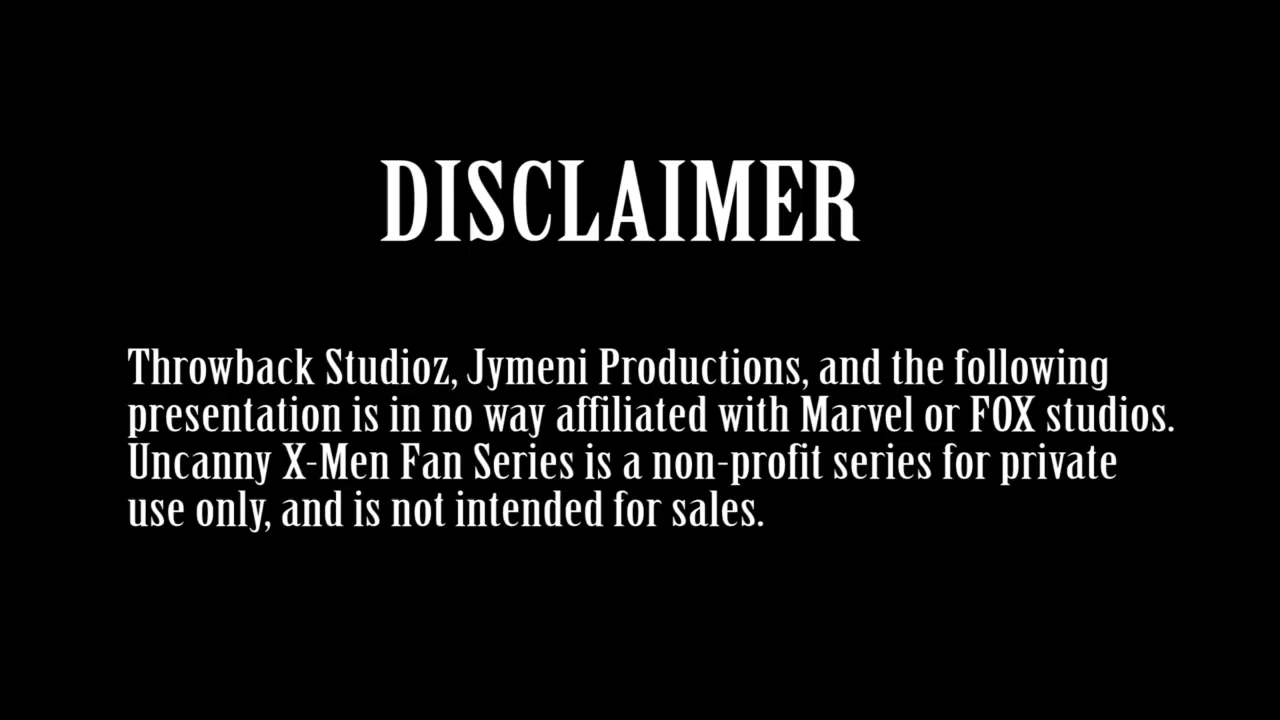 DISCLAIMER
Throwback Studioz, Jymeni Productions, and the following
presentation is in no way affiliated with Marvel or FOX studios.
Uncanny X-Men Fan Series is a non-profit series for private
use only, and is not intended for sales.